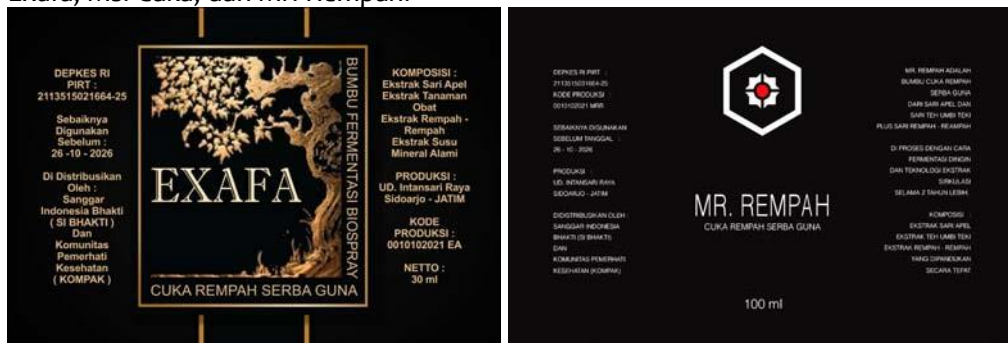 Exafa, Ms. Cuka, dan Mr. Rempah.
DEPKES RI
PIRT :
2113515021664-25
Sebaiknya
Digunakan
Sebelum :
26 -10 - 2026
Di Distribusikan
Oleh :
Sanggar
Indonesia Bhakti
( SI BHAKTI )
Dan
Komunitas
Pemerhati
Kesehatan
( KOMPAK )
EXAFA
BUMBU FERMENTASI BIOSPRAY
CUKA REMPAH SERBA GUNA
KOMPOSISI :
Ekstrak Sari Apel
Ekstrak Tanaman
Obat
Ekstrak Rempah -
Rempah
Ekstrak Susu
Mineral Alami
PRODUKSI :
UD. Intansari Raya
Sidoarjo - JATIM
KODE
PRODUKSI :
0010102021 EA
NETTO :
30 ml
DEPKES RI PIRT :
2113515021664-25
KODE PRODUKSI :
0010102021 MRR
SEBAIKNYA DIGUNAKAN
SEBELUM TANGGAL :
26 - 10 - 2026
PRODUKSI :
UD. INTANSARI RAYA
SIDOARJO - JATIM
DIDISTRIBUSIKAN OLEH :
SANGGAR INDONESIA
BHAKTI (SI BHAKTI)
DAN
KOMUNITAS PEMERHATI
KESEHATAN (KOMPAK)
MR. REMPAH
CUKA REMPAH SERBA GUNA
100 ml
MR. REMPAH ADALAH
BUMBU CUKA REMPAH
SERBA GUNA
DARI SARI APEL DAN
SARI TEH UMBI TEKI
PLUS SARI REMPAH - REAMPAH
DI PROSES DENGAN CARA
FERMENTASI DINGIN
DAN TEKNOLOGI EKSTRAK
SIRKULASI
SELAMA 2 TAHUN LEBIH.
KOMPOSISI :
EKSTRAK SARI APEL
EKSTRAK TEH UMBI TEKI
EKSTRAK REMPAH - REMPAH
YANG DIPANDUKAN
SECARA TEPAT